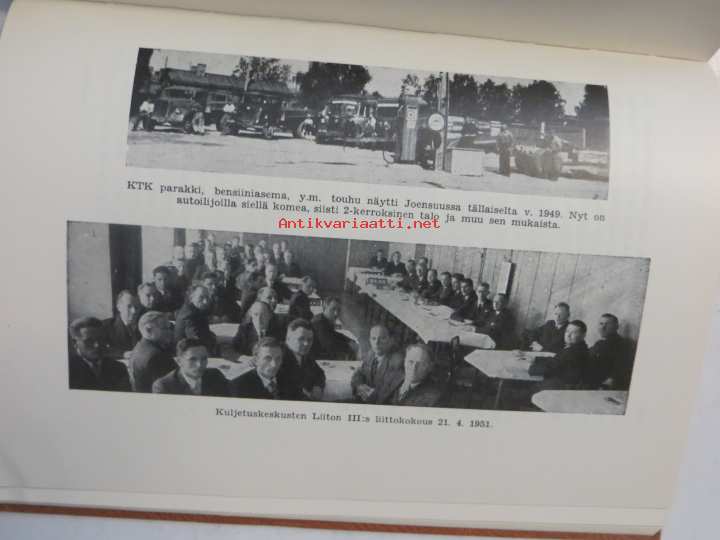 KTK parakki, bensiiniasema, y.m. touhu näytti Joensuussa tällaiselta v. 1949. Nyt on
autoilijoilla siellä komea, siisti 2-kerroksinen talo ja muu sen mukaista.
Antikvariaatti.net
Kuljetuskeskusten Liiton III:s liittokokous 21. 4. 1951.